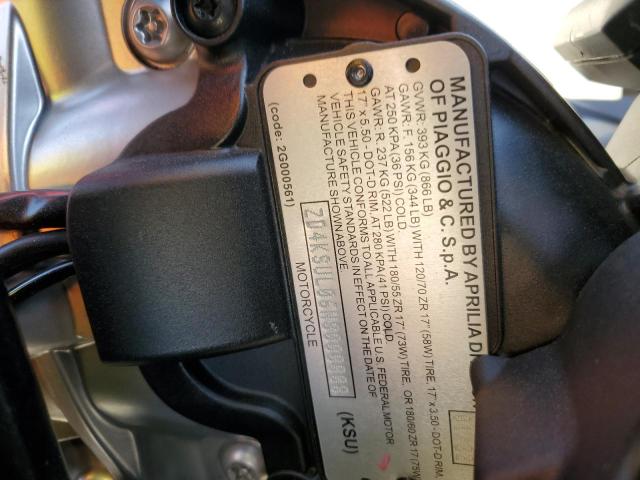 MANUFACTURED BY APRILIA
OF PIAGGIO & C. S.p.A.
GVWR: 393 KG (866 LB)
GAWR: F. 156 KG (344 LB) WITH 120/70 ZR 17" (58W) TIRE, 17" x 3.50 - DOT-D RIM,
AT 250 KPA (36 PSI) COLD.
GAWR: R. 237 KG (522 LB) WITH 180/55 ZR 17" (73W) TIRE, OR 180/60 ZR 17 (75W
17" x 5.50 - DOT-D RIM, AT 280 KPA (41 PSI) COLD.
THIS VEHICLE CONFORMS TO ALL APPLICABLE U.S. FEDERAL MOTOR
VEHICLE SAFETY STANDARDS IN EFFECT ON THE DATE OF
MANUFACTURE SHOWN ABOVE.
MOTORCYCLE
(KSU)
(code: 2G000561)